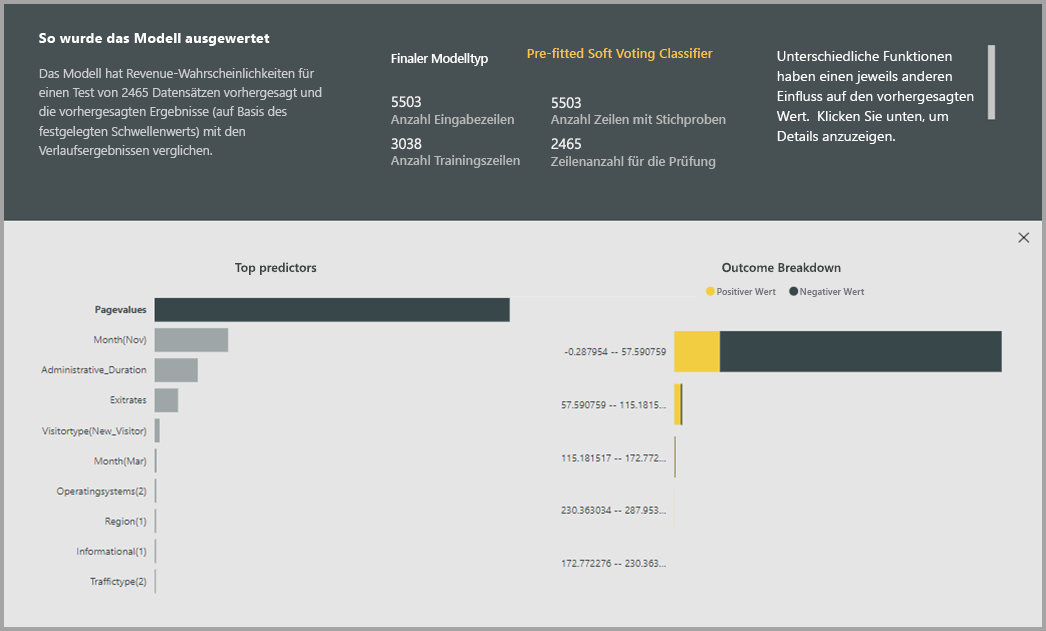 So wurde das Modell ausgewertet
Das Modell hat Revenue-Wahrscheinlichkeiten für
einen Test von 2465 Datensätzen vorhergesagt und
die vorhergesagten Ergebnisse (auf Basis des
festgelegten Schwellenwerts) mit den
Verlaufsergebnissen verglichen.
Finaler Modelltyp
Pre-fitted Soft Voting Classifier
5503
Anzahl Eingabezeilen
5503
Anzahl Zeilen mit Stichproben
3038
Anzahl Trainingszeilen
2465
Zeilenanzahl für die Prüfung
Unterschiedliche Funktionen
haben einen jeweils anderen
Einfluss auf den vorhergesagten
Wert. Klicken Sie unten, um
Details anzuzeigen.
Top predictors
Pagevalues
Month(Nov)
Administrative_Duration
Exitrates
Visitortype(New_Visitor)
Month(Mar)
Operatingsystems(2)
Region(1)
Informational(1)
Traffictype(2)
Outcome Breakdown
Positiver Wert
Negativer Wert
-0.287954 -- 57.590759
57.590759 -- 115.1815...
115.181517 -- 172.772...
230.363034 -- 287.953...
172.772276 -- 230.363...